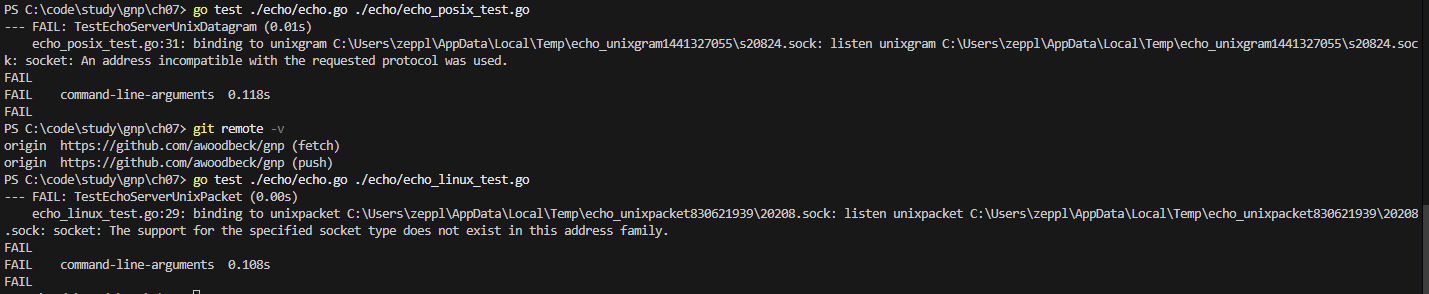 PS C:\code\study\gnp\ch07> go test ./echo/echo.go ./echo/echo_posix_test.go
--- FAIL: TestEchoServerUnixDatagram (0.01s)
    echo_posix_test.go:31: binding to unixgram C:\Users\zeppl\AppData\Local\Temp\echo_unixgram1441327055\s20824.sock: listen unixgram C:\Users\zeppl\AppData\Local\Temp\echo_unixgram1441327055\s20824.soc
k: socket: An address incompatible with the requested protocol was used.
FAIL
FAIL    command-line-arguments  0.118s
FAIL
PS C:\code\study\gnp\ch07> git remote -v
origin  https://github.com/awoodbeck/gnp (fetch)
origin  https://github.com/awoodbeck/gnp (push)
PS C:\code\study\gnp\ch07> go test ./echo/echo.go ./echo/echo_linux_test.go
--- FAIL: TestEchoServerUnixPacket (0.00s)
    echo_linux_test.go:29: binding to unixpacket C:\Users\zeppl\AppData\Local\Temp\echo_unixpacket830621939\20208.sock: listen unixpacket C:\Users\zeppl\AppData\Local\Temp\echo_unixpacket830621939\20208
.sock: socket: The support for the specified socket type does not exist in this address family.
FAIL
FAIL    command-line-arguments  0.108s
FAIL